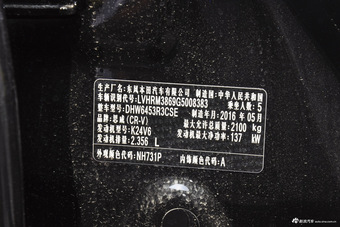 生产厂名:东风本田汽车有限公司 制造国:中华人民共和国
车辆识别代号:LVHRM3869G5008383 乘坐人数:5
整车型号:DHW6453R3CSE 制造年月:2016 年 05月
品牌:思威(CR-V) 最大允许总质量:2100 kg
发动机型号:K24V6 发动机最大净功率:137 kW
发动机排量:2.356 L
外观颜色代码:NH731P 内饰颜色代码:A